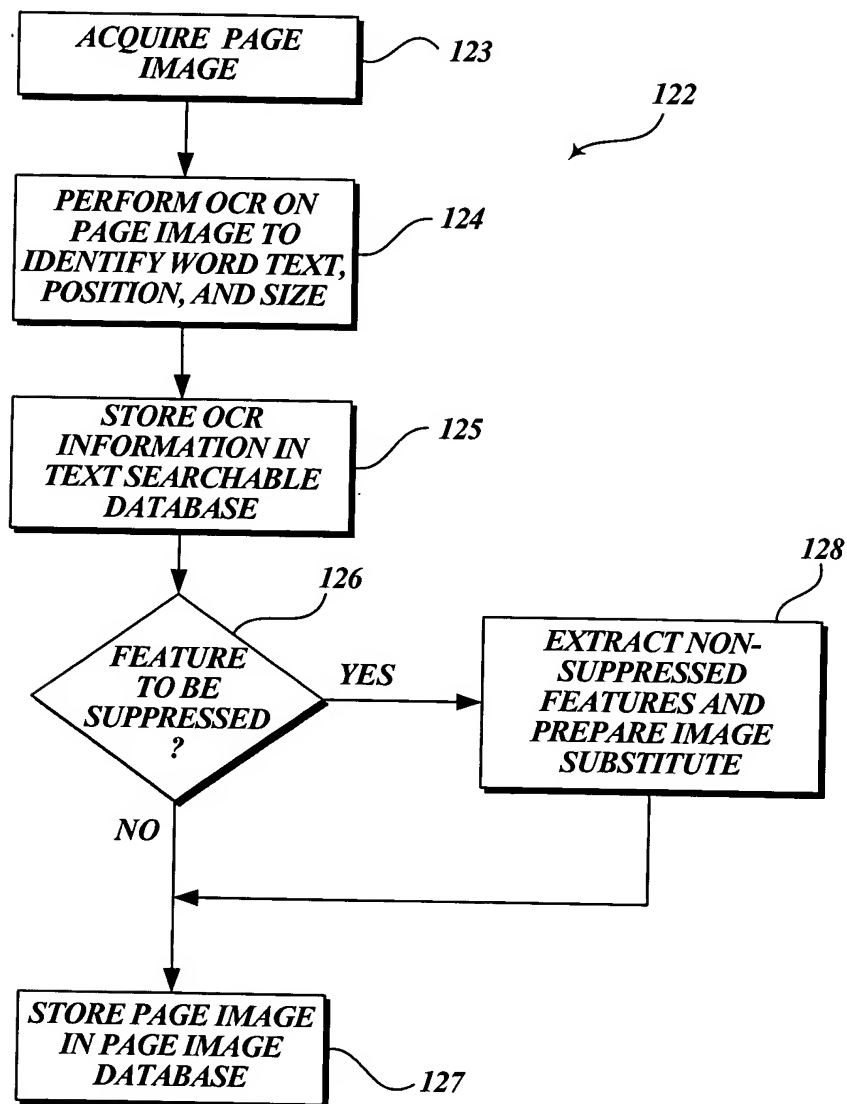 ACQUIRE PAGE
IMAGE
123
122
PERFORM OCR ON
PAGE IMAGE TO
IDENTIFY WORD TEXT,
POSITION, AND SIZE
124
STORE OCR
INFORMATION IN
TEXT SEARCHABLE
DATABASE
125
126
FEATURE
TO BE
SUPPRESSED
?
YES
NO
128
EXTRACT NON-
SUPPRESSED
FEATURES AND
PREPARE IMAGE
SUBSTITUTE
STORE PAGE IMAGE
IN PAGE IMAGE
DATABASE
127